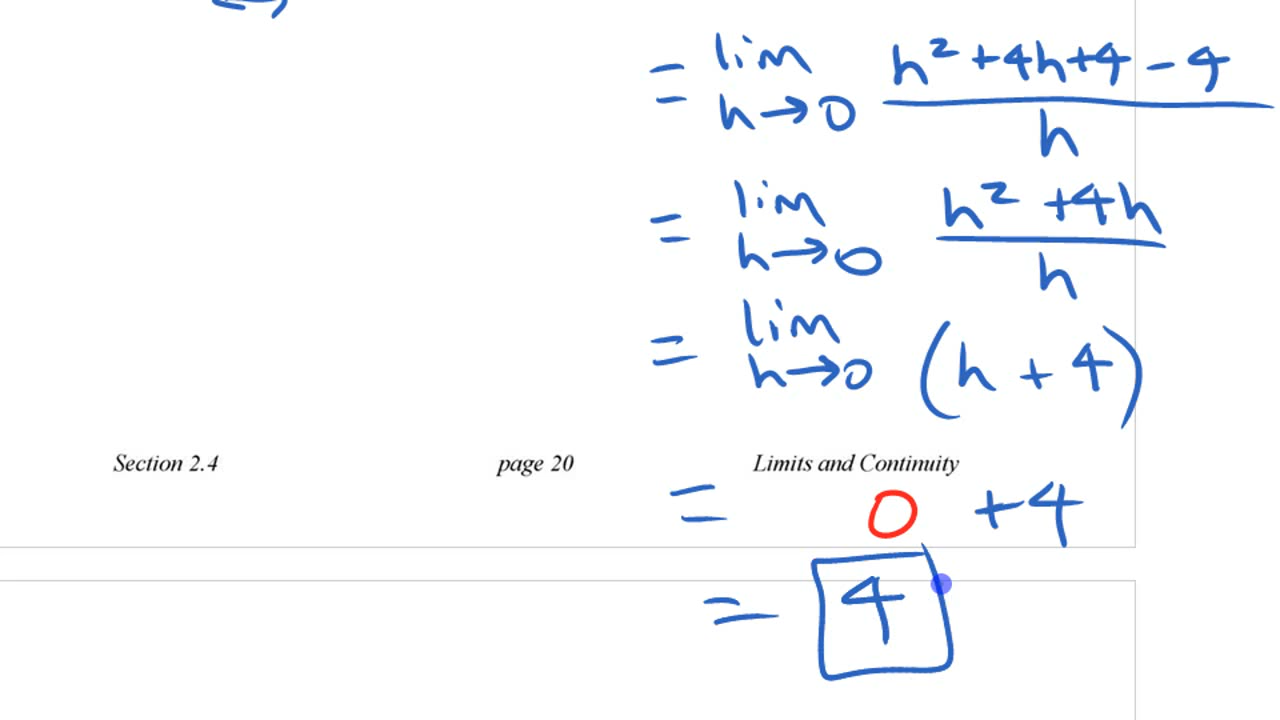 = lim h→0 (h² + 4h + 4 - 4) / h
= lim h→0 (h² + 4h) / h
= lim h→0 (h + 4)
Section 2.4 page 20 Limits and Continuity
= 0 + 4
= 4